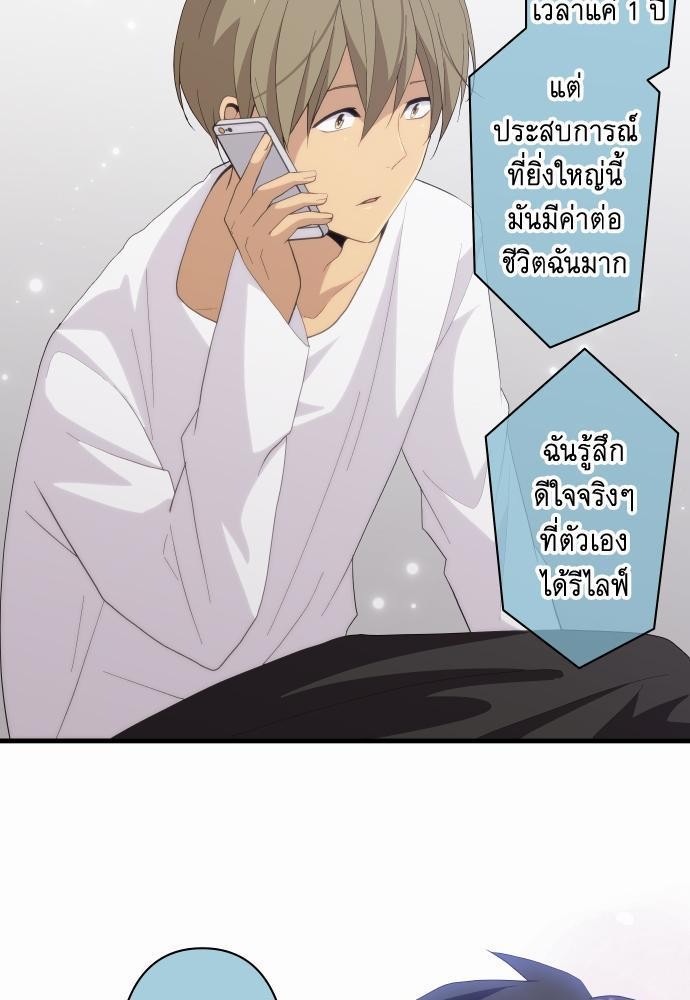 เวลาแค่ 1 ปี
แต่
ประสบการณ์
ที่ยิ่งใหญ่นี้
มันมีค่าต่อ
ชีวิตฉันมาก
ฉันรู้สึก
ดีใจจริงๆ
ที่ตัวเอง
ได้รีไลฟ์